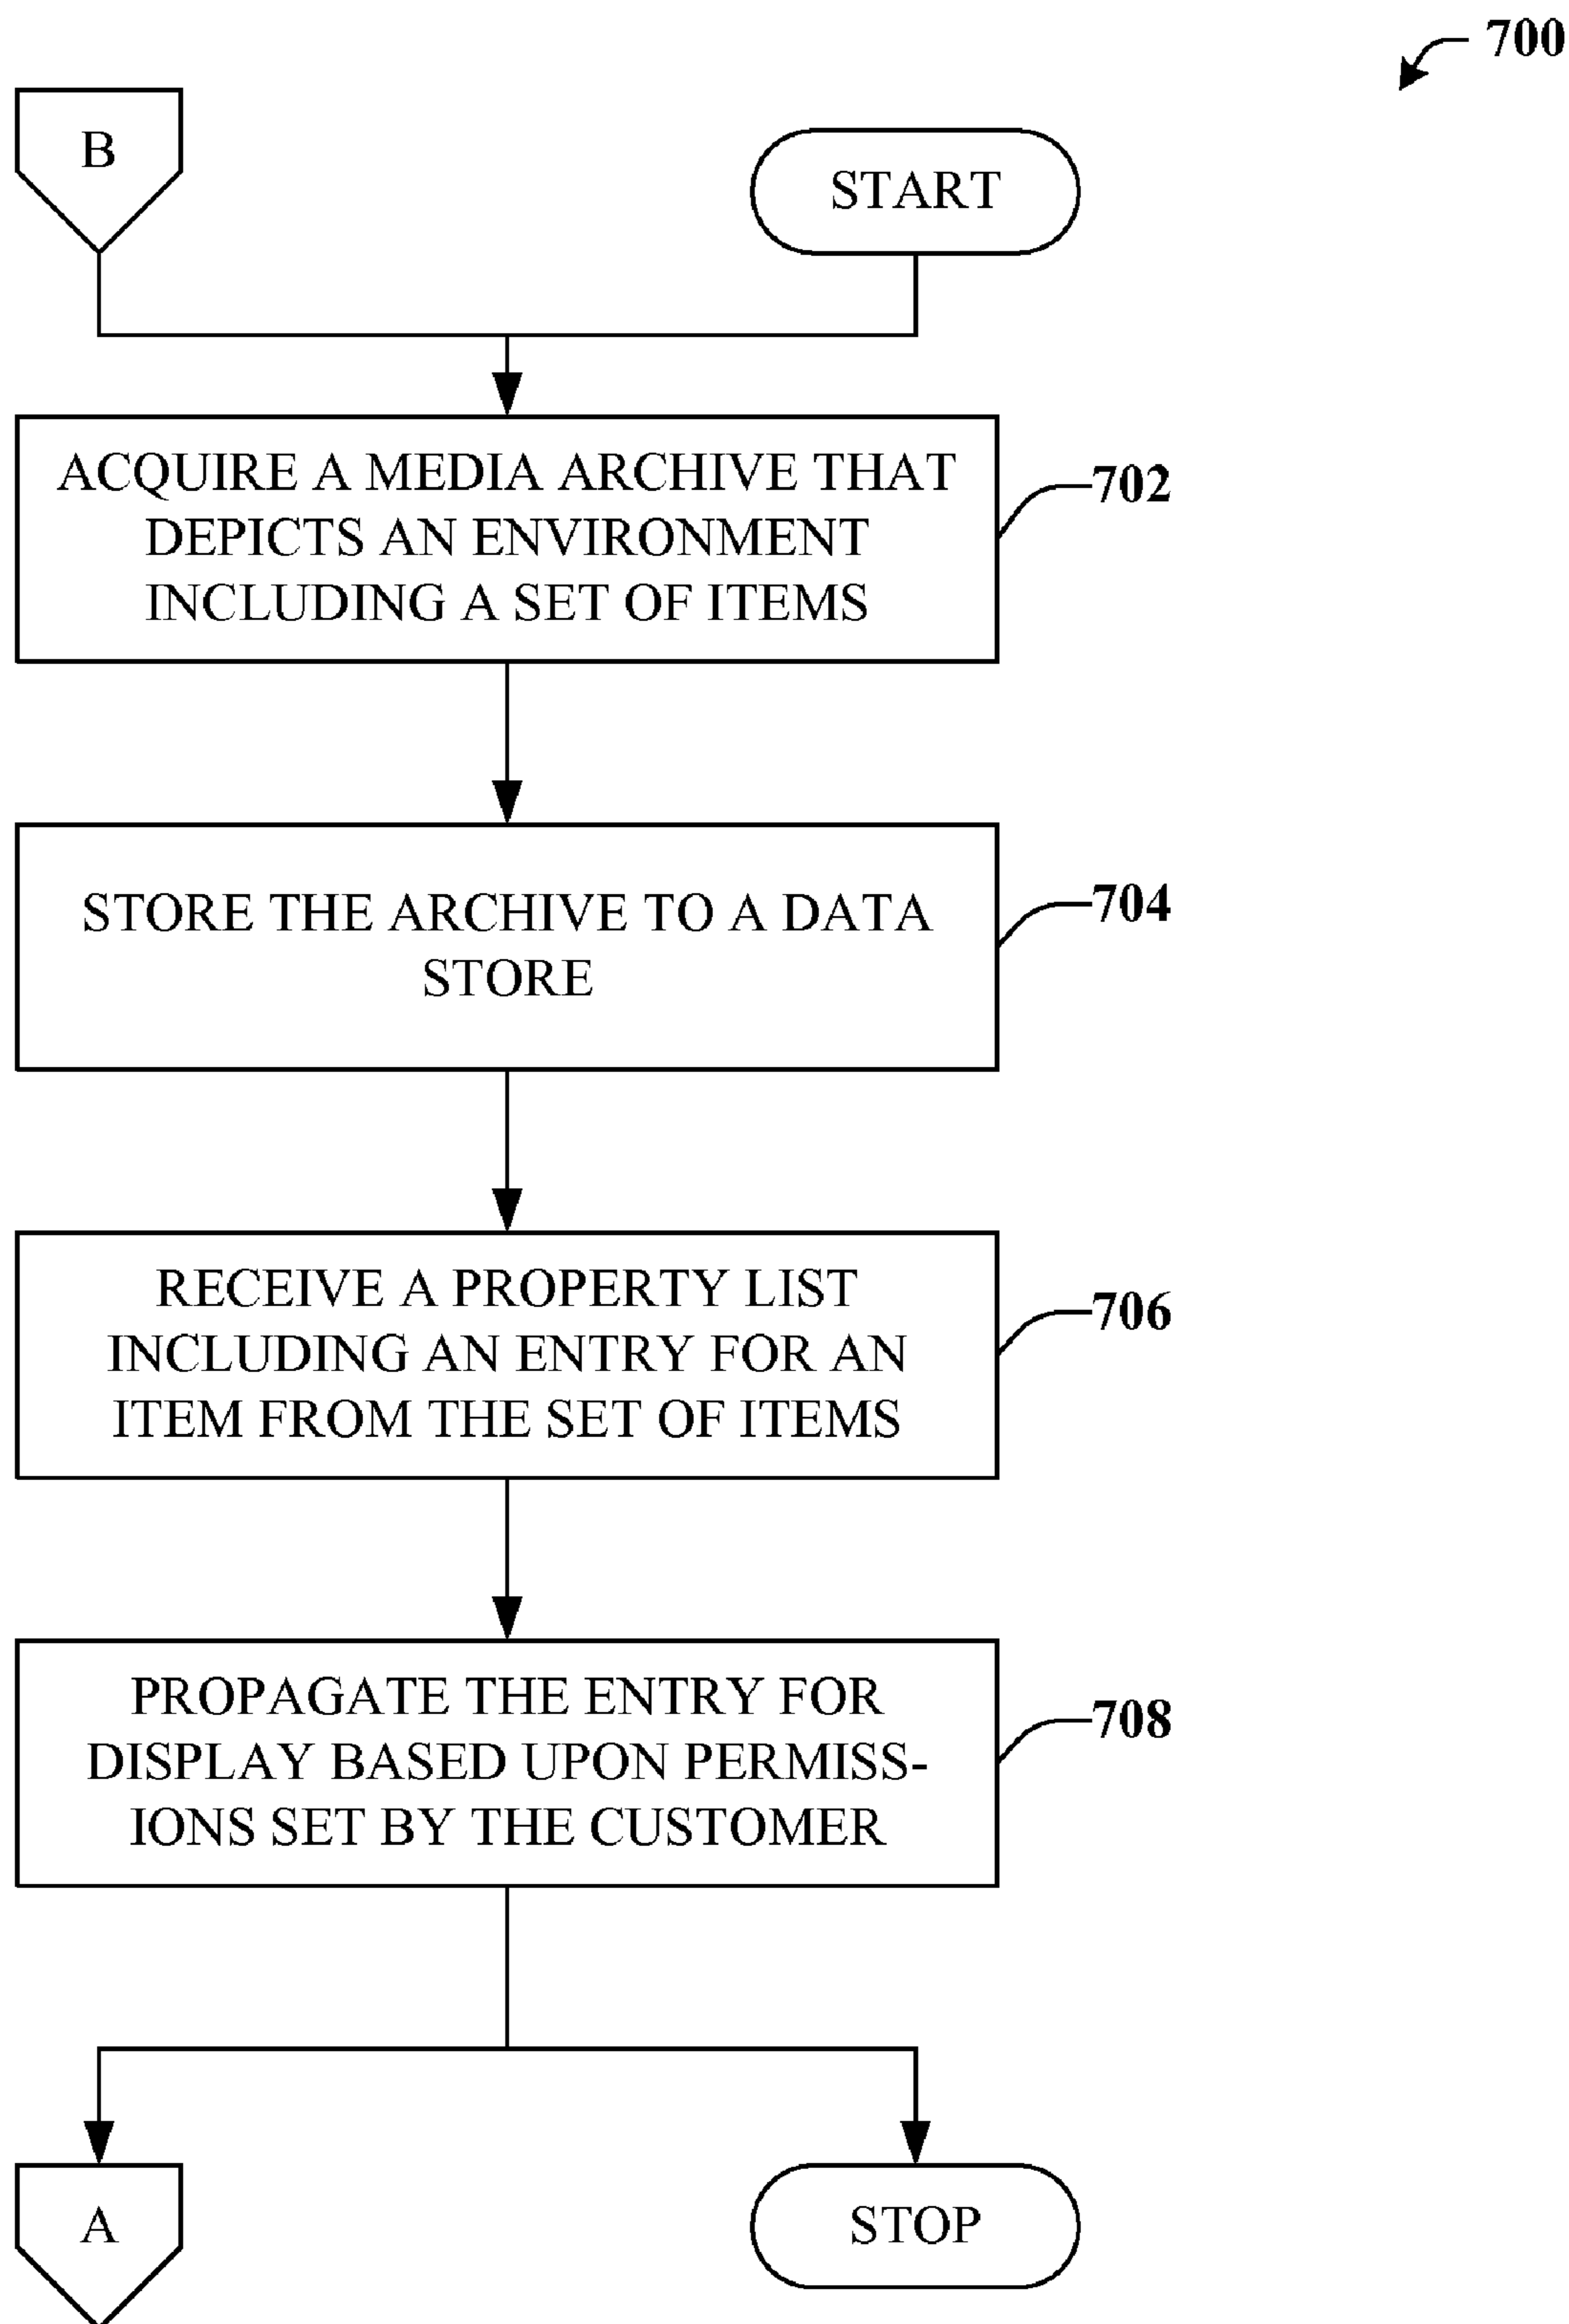 700
B
START
ACQUIRE A MEDIA ARCHIVE THAT
DEPICTS AN ENVIRONMENT
INCLUDING A SET OF ITEMS
702
STORE THE ARCHIVE TO A DATA
STORE
704
RECEIVE A PROPERTY LIST
INCLUDING AN ENTRY FOR AN
ITEM FROM THE SET OF ITEMS
706
PROPAGATE THE ENTRY FOR
DISPLAY BASED UPON PERMISS-
IONS SET BY THE CUSTOMER
708
A
STOP